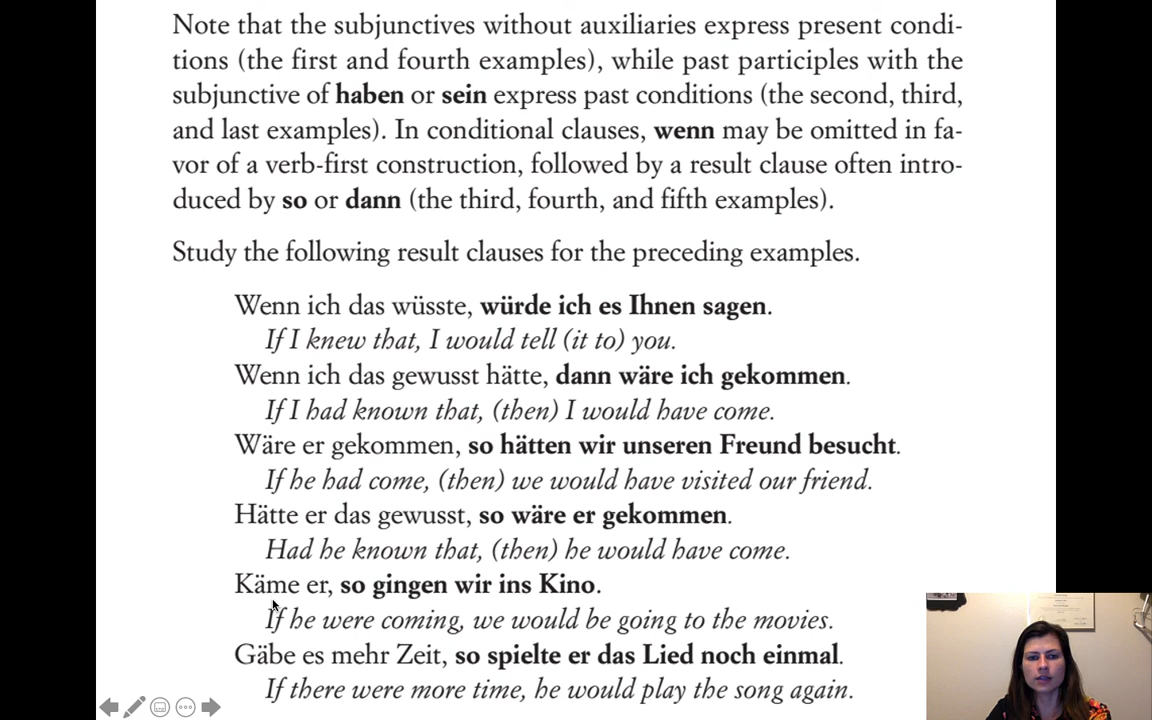 Note that the subjunctives without auxiliaries express present condi-
tions (the first and fourth examples), while past participles with the
subjunctive of haben or sein express past conditions (the second, third,
and last examples). In conditional clauses, wenn may be omitted in fa-
vor of a verb-first construction, followed by a result clause often intro-
duced by so or dann (the third, fourth, and fifth examples).
Study the following result clauses for the preceding examples.
Wenn ich das wüsste, würde ich es Ihnen sagen.
If I knew that, I would tell (it to) you.
Wenn ich das gewusst hätte, dann wäre ich gekommen.
If I had known that, (then) I would have come.
Wäre er gekommen, so hätten wir unseren Freund besucht.
If he had come, (then) we would have visited our friend.
Hätte er das gewusst, so wäre er gekommen.
Had he known that, (then) he would have come.
Käme er, so gingen wir ins Kino.
If he were coming, we would be going to the movies.
Gäbe es mehr Zeit, so spielte er das Lied noch einmal.
If there were more time, he would play the song again.